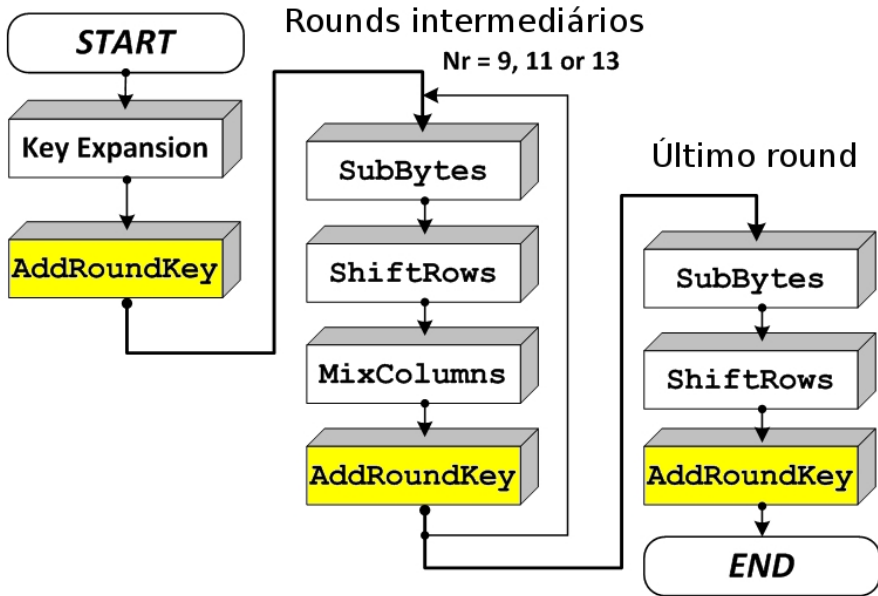 START
Key Expansion
AddRoundKey
Rounds intermediários
Nr = 9, 11 or 13
SubBytes
ShiftRows
MixColumns
AddRoundKey
Último round
SubBytes
ShiftRows
AddRoundKey
END